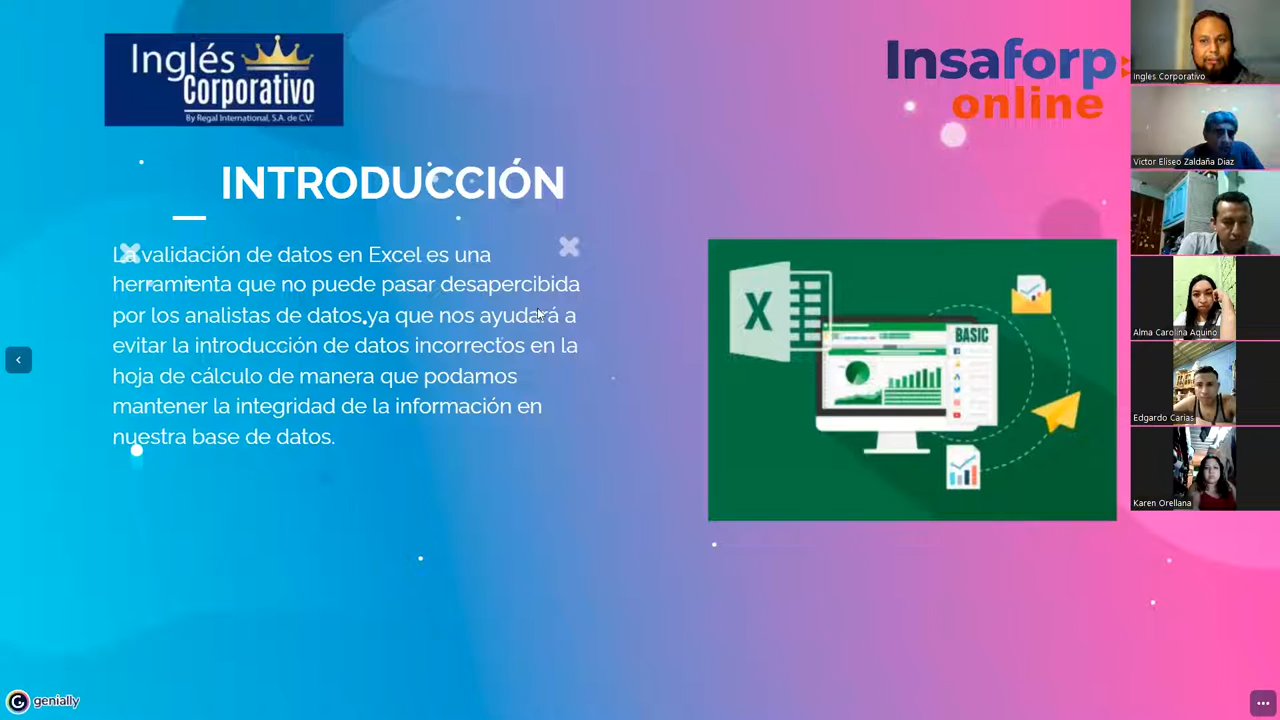 Inglés
Corporativo
By Regal International, S.A. de C.V.
Insaforp
online
INTRODUCCIÓN
La validación de datos en Excel es una
herramienta que no puede pasar desapercibida
por los analistas de datos,ya que nos ayudará a
evitar la introducción de datos incorrectos en la
hoja de cálculo de manera que podamos
mantener la integridad de la información en
nuestra base de datos.
X
BASIC
Ingles Corporativo
Victor Eliseo Zaldaña Diaz
Alma Carolina Aquino
Edgardo Carias
Karen Orellana
genially